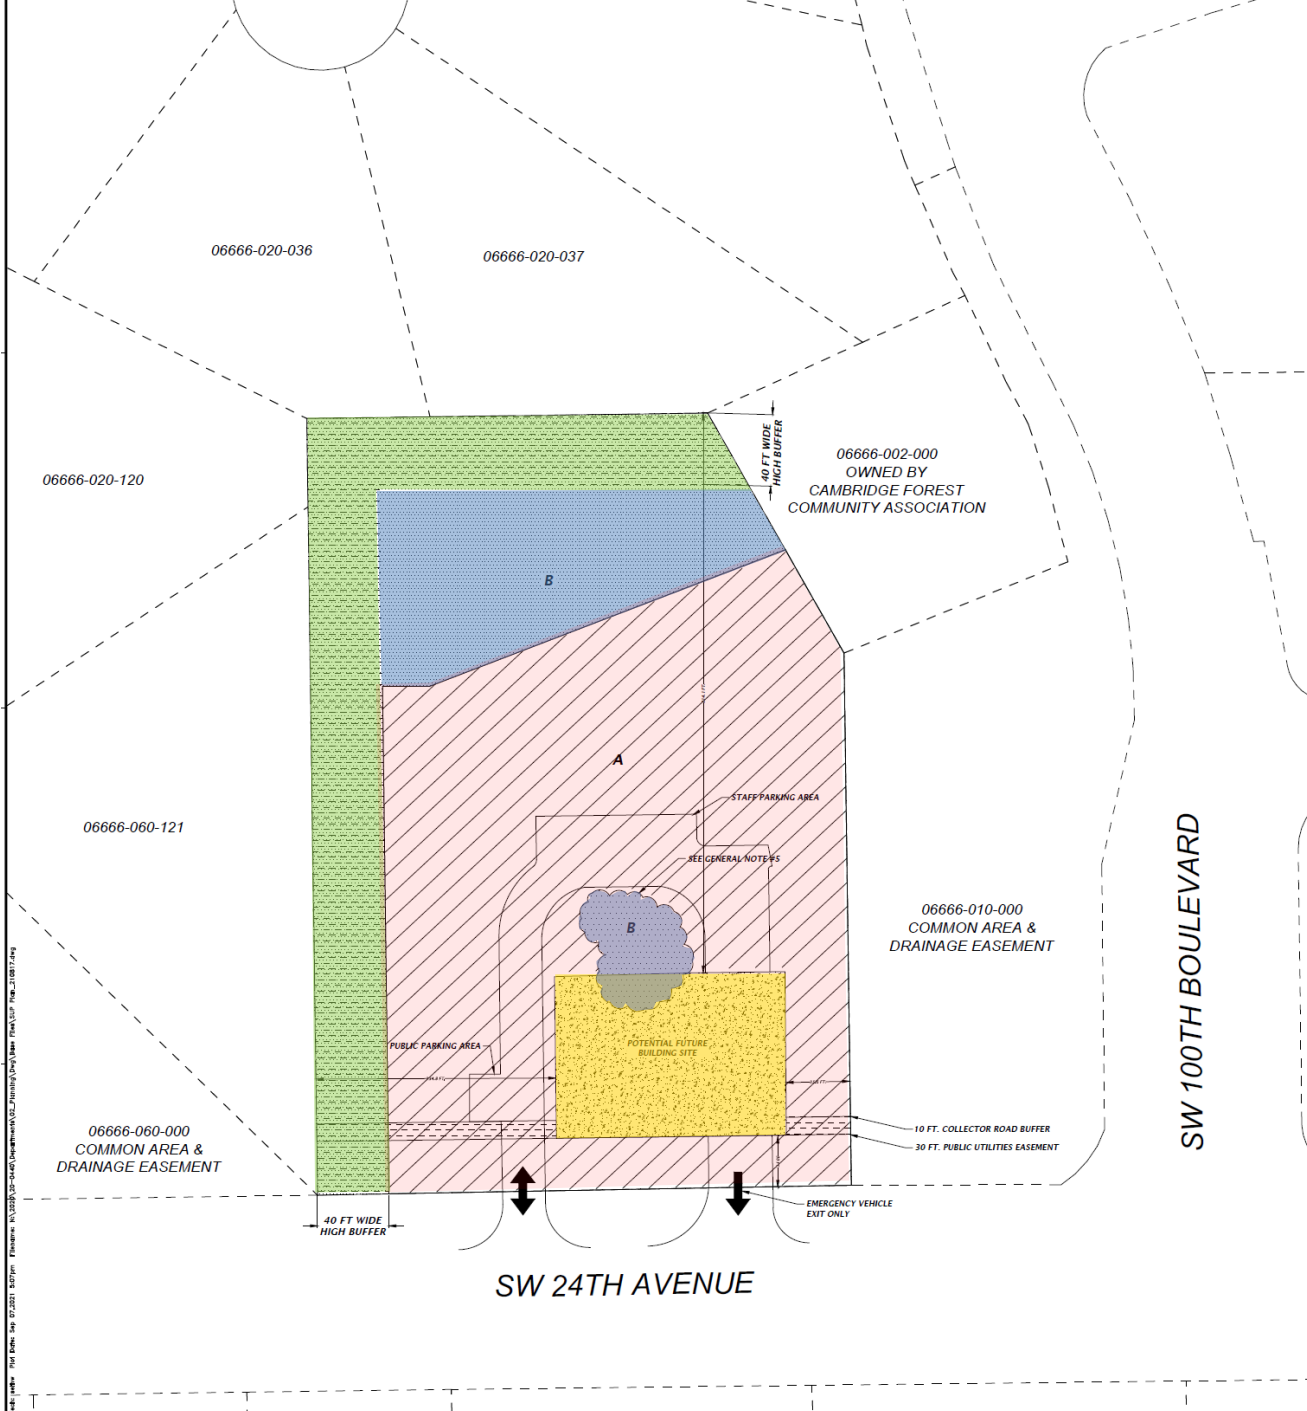 06666-020-036
06666-020-037
40 FT WIDE
HIGH BUFFER
06666-002-000
OWNED BY
CAMBRIDGE FOREST
COMMUNITY ASSOCIATION
06666-020-120
B
A
STAFF PARKING AREA
06666-060-121
SEE GENERAL NOTE #5
B
06666-010-000
COMMON AREA &
DRAINAGE EASEMENT
SW 100TH BOULEVARD
PUBLIC PARKING AREA
POTENTIAL FUTURE
BUILDING SITE
10 FT. COLLECTOR ROAD BUFFER
30 FT. PUBLIC UTILITIES EASEMENT
06666-060-000
COMMON AREA &
DRAINAGE EASEMENT
EMERGENCY VEHICLE
EXIT ONLY
40 FT WIDE
HIGH BUFFER
SW 24TH AVENUE